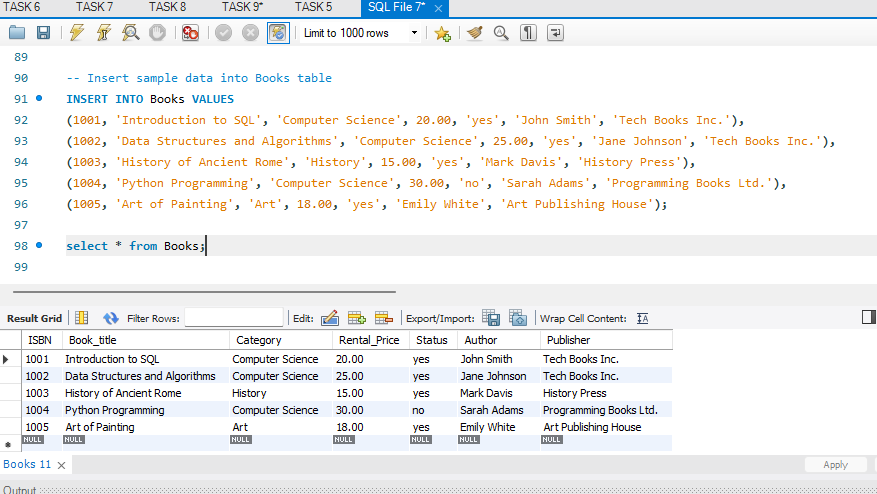 TASK 6 TASK 7 TASK 8 TASK 9* TASK 5 SQL File 7*
Limit to 1000 rows
89
90 -- Insert sample data into Books table
91 INSERT INTO Books VALUES
92 (1001, 'Introduction to SQL', 'Computer Science', 20.00, 'yes', 'John Smith', 'Tech Books Inc.'),
93 (1002, 'Data Structures and Algorithms', 'Computer Science', 25.00, 'yes', 'Jane Johnson', 'Tech Books Inc.'),
94 (1003, 'History of Ancient Rome', 'History', 15.00, 'yes', 'Mark Davis', 'History Press'),
95 (1004, 'Python Programming', 'Computer Science', 30.00, 'no', 'Sarah Adams', 'Programming Books Ltd.'),
96 (1005, 'Art of Painting', 'Art', 18.00, 'yes', 'Emily White', 'Art Publishing House');
97
98 select * from Books;
99
Result Grid Filter Rows: Edit: Export/Import: Wrap Cell Content:
ISBN Book_title Category Rental_Price Status Author Publisher
1001 Introduction to SQL Computer Science 20.00 yes John Smith Tech Books Inc.
1002 Data Structures and Algorithms Computer Science 25.00 yes Jane Johnson Tech Books Inc.
1003 History of Ancient Rome History 15.00 yes Mark Davis History Press
1004 Python Programming Computer Science 30.00 no Sarah Adams Programming Books Ltd.
1005 Art of Painting Art 18.00 yes Emily White Art Publishing House
NULL NULL NULL NULL NULL NULL NULL
Books 11 Apply
Output